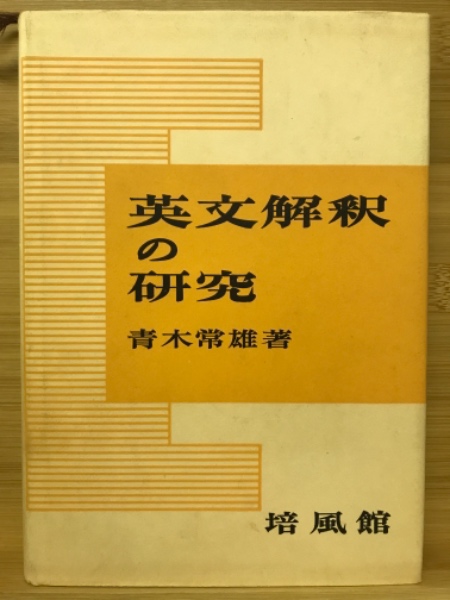 英文解釈
の
研究
青木常雄著
培風館